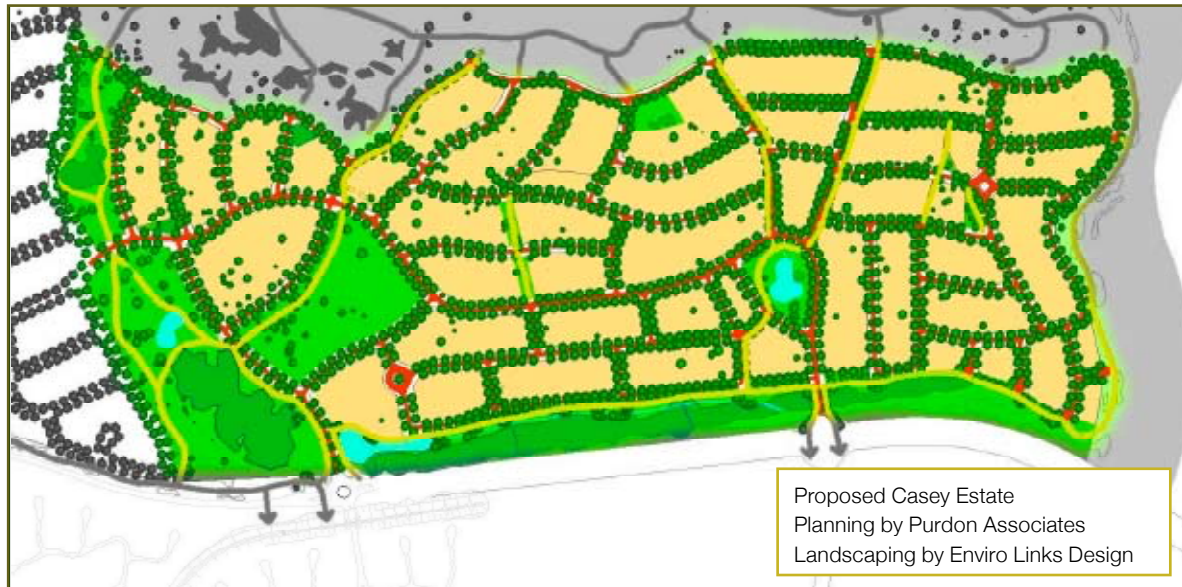 Proposed Casey Estate
Planning by Purdon Associates
Landscaping by Enviro Links Design